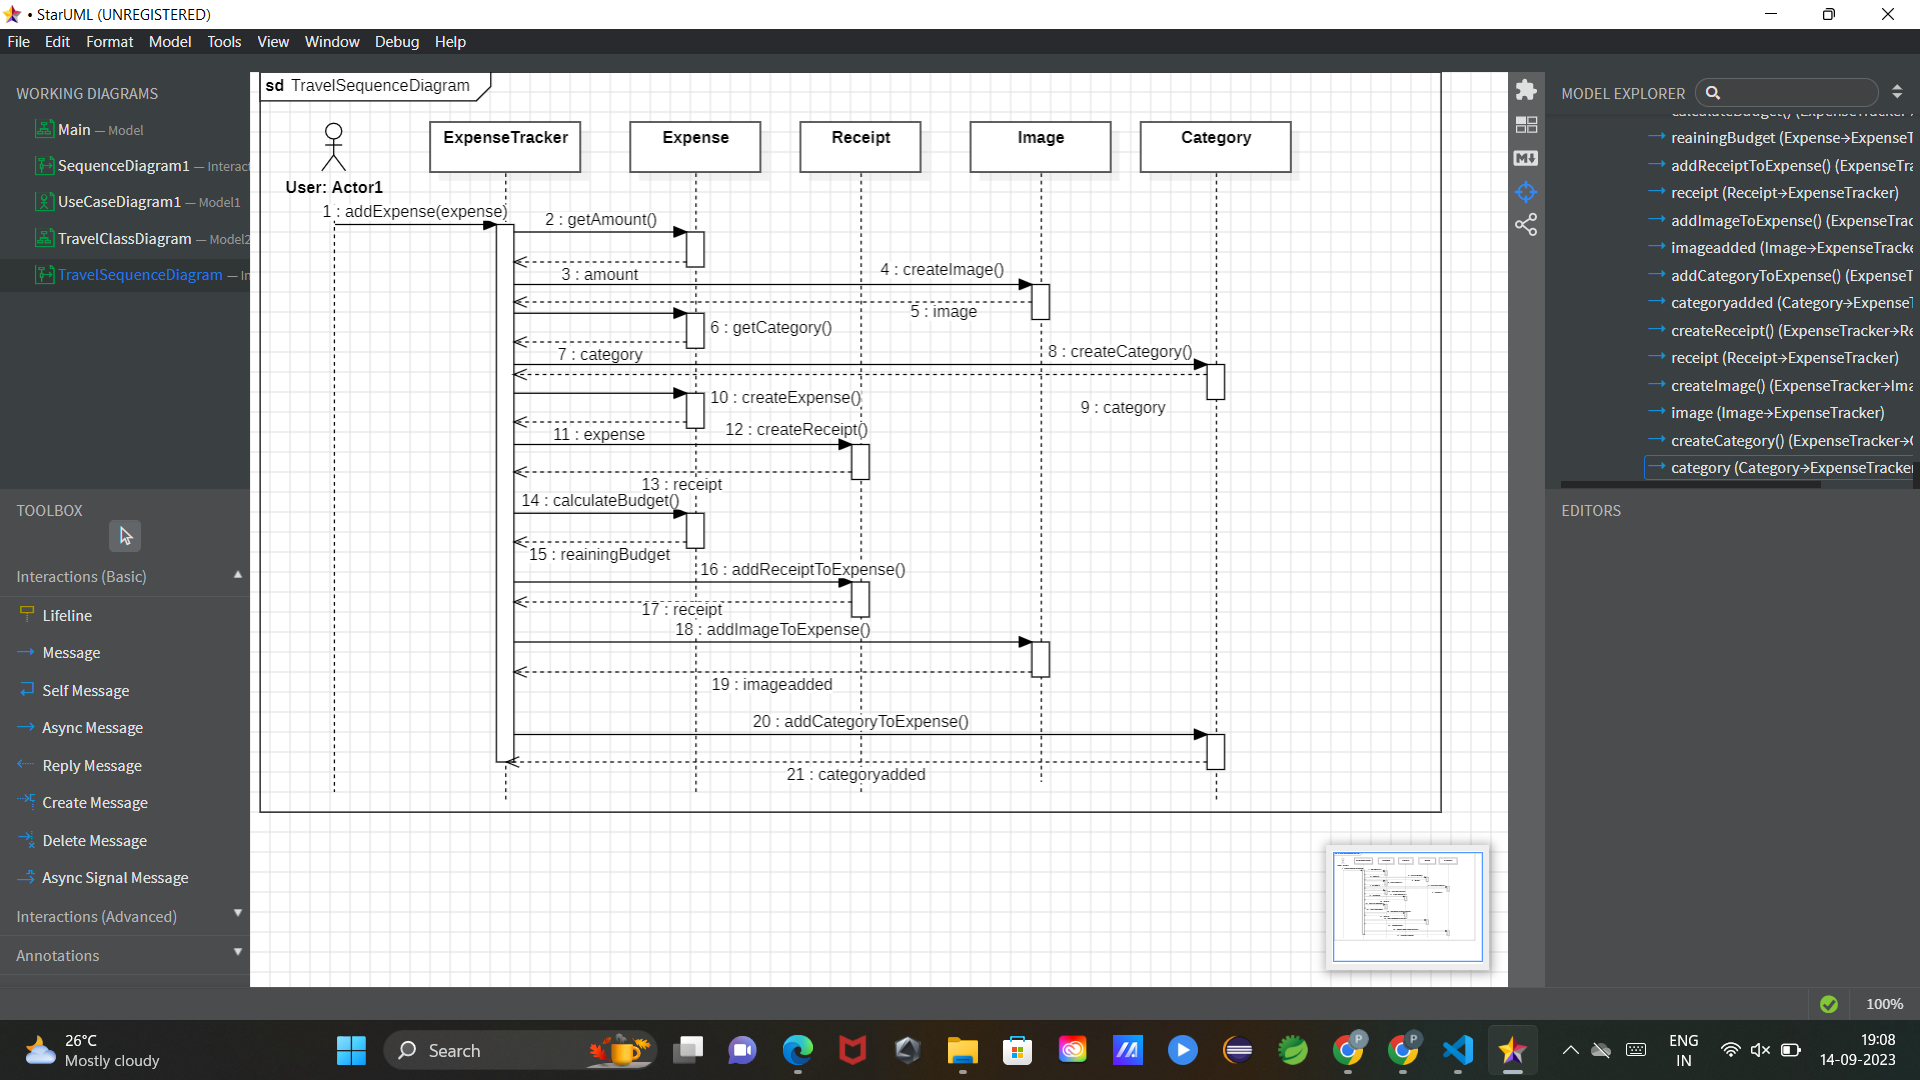 • StarUML (UNREGISTERED)
File Edit Format Model Tools View Window Debug Help
WORKING DIAGRAMS
Main — Model
SequenceDiagram1 — Interact
UseCaseDiagram1 — Model1
TravelClassDiagram — Model2
TravelSequenceDiagram — In
TOOLBOX
Interactions (Basic)
Lifeline
Message
Self Message
Async Message
Reply Message
Create Message
Delete Message
Async Signal Message
Interactions (Advanced)
Annotations
sd TravelSequenceDiagram
User: Actor1
ExpenseTracker
Expense
Receipt
Image
Category
1 : addExpense(expense)
2 : getAmount()
3 : amount
4 : createImage()
5 : image
6 : getCategory()
7 : category
8 : createCategory()
9 : category
10 : createExpense()
11 : expense
12 : createReceipt()
13 : receipt
14 : calculateBudget()
15 : reainingBudget
16 : addReceiptToExpense()
17 : receipt
18 : addImageToExpense()
19 : imageadded
20 : addCategoryToExpense()
21 : categoryadded
M↓
MODEL EXPLORER
calculateBudget() (ExpenseTracker
reainingBudget (Expense→ExpenseT
addReceiptToExpense() (ExpenseTra
receipt (Receipt→ExpenseTracker)
addImageToExpense() (ExpenseTrac
imageadded (Image→ExpenseTracke
addCategoryToExpense() (ExpenseT
categoryadded (Category→ExpenseT
createReceipt() (ExpenseTracker→Re
receipt (Receipt→ExpenseTracker)
createImage() (ExpenseTracker→Ima
image (Image→ExpenseTracker)
createCategory() (ExpenseTracker→C
category (Category→ExpenseTracker
EDITORS
100%
26°C
Mostly cloudy
Search
P
P
ENG
IN
19:08
14-09-2023